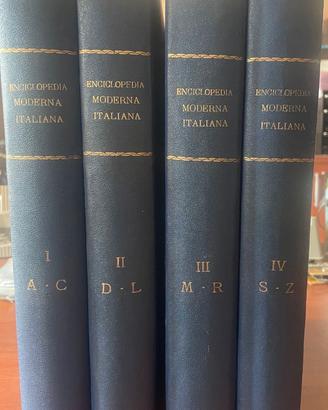 ENCICLOPEDIA
MODERNA
ITALIANA
I
A - C
ENCICLOPEDIA
MODERNA
ITALIANA
II
D - L
ENCICLOPEDIA
MODERNA
ITALIANA
III
M - R
ENCICLOPEDIA
MODERNA
ITALIANA
IV
S - Z